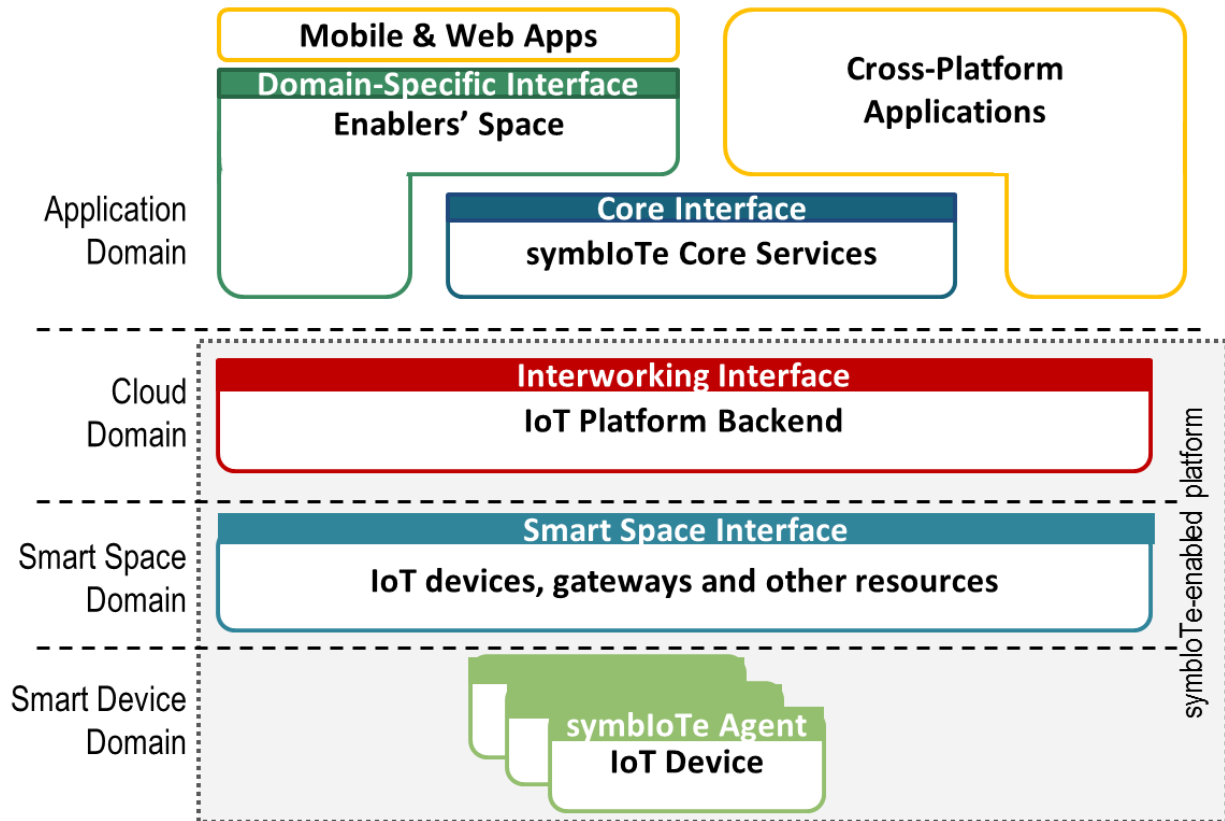 Mobile & Web Apps
Domain-Specific Interface
Enablers’ Space
Cross-Platform
Applications
Application
Domain
Core Interface
symbIoTe Core Services
Cloud
Domain
Interworking Interface
IoT Platform Backend
Smart Space
Domain
Smart Space Interface
IoT devices, gateways and other resources
symbIoTe-enabled platform
Smart Device
Domain
symbIoTe Agent
IoT Device